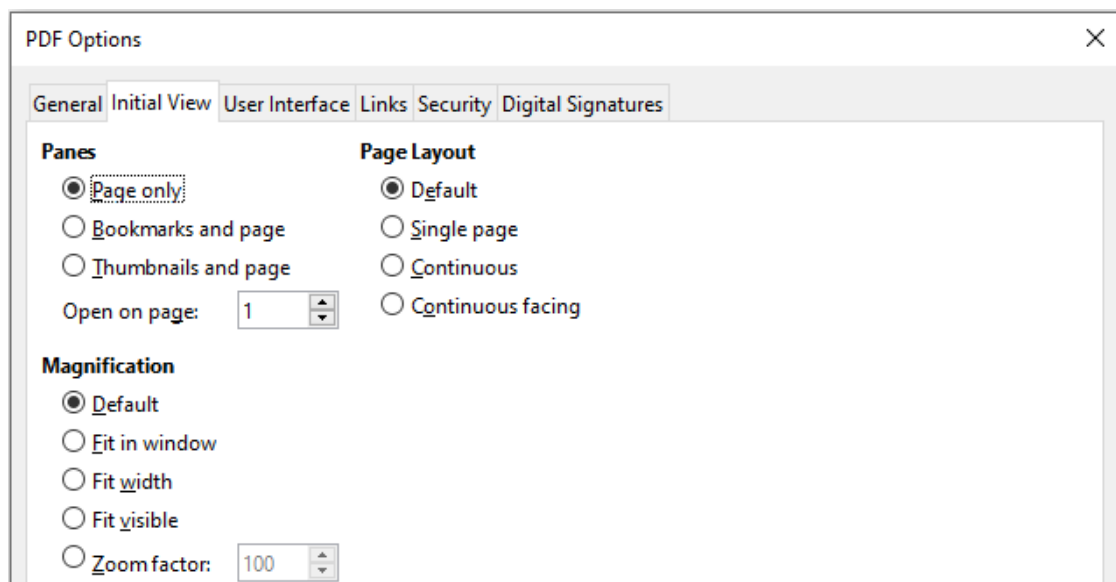 PDF Options
General Initial View User Interface Links Security Digital Signatures
Panes
Page only
Bookmarks and page
Thumbnails and page
Open on page: 1
Page Layout
Default
Single page
Continuous
Continuous facing
Magnification
Default
Fit in window
Fit width
Fit visible
Zoom factor: 100